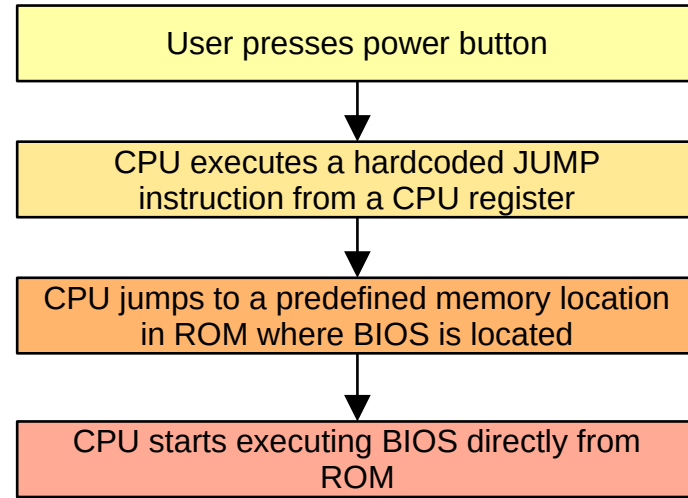 User presses power button
CPU executes a hardcoded JUMP
instruction from a CPU register
CPU jumps to a predefined memory location
in ROM where BIOS is located
CPU starts executing BIOS directly from
ROM